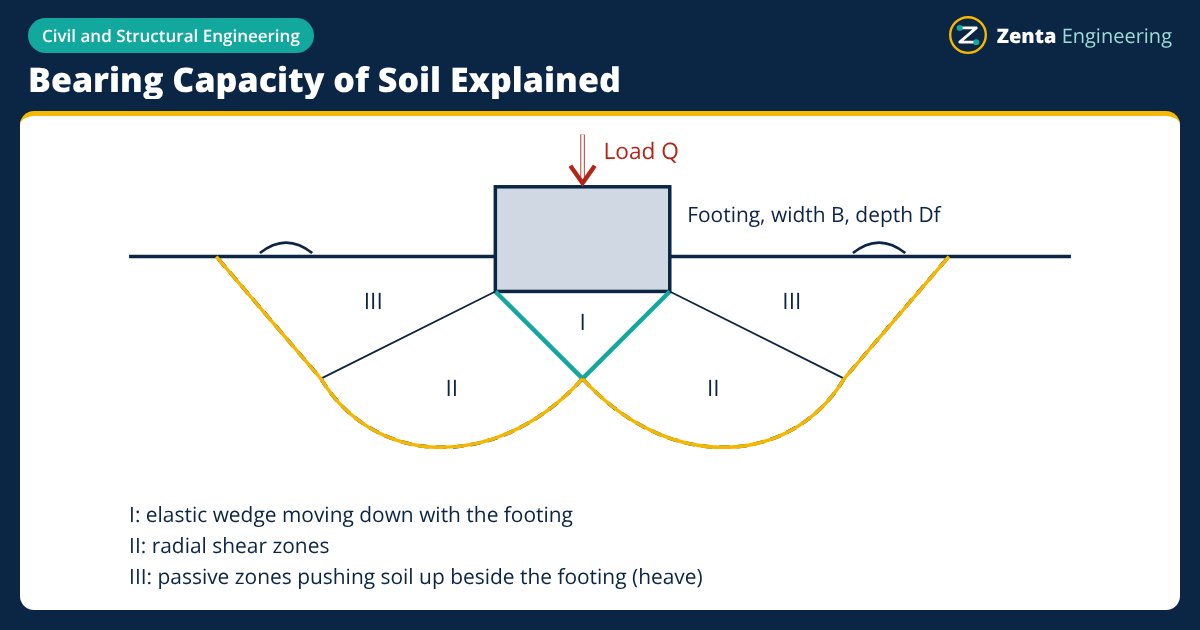 Civil and Structural Engineering
Zenta Engineering
Bearing Capacity of Soil Explained
Load Q
Footing, width B, depth Df
III
III
I
II
II
I: elastic wedge moving down with the footing
II: radial shear zones
III: passive zones pushing soil up beside the footing (heave)